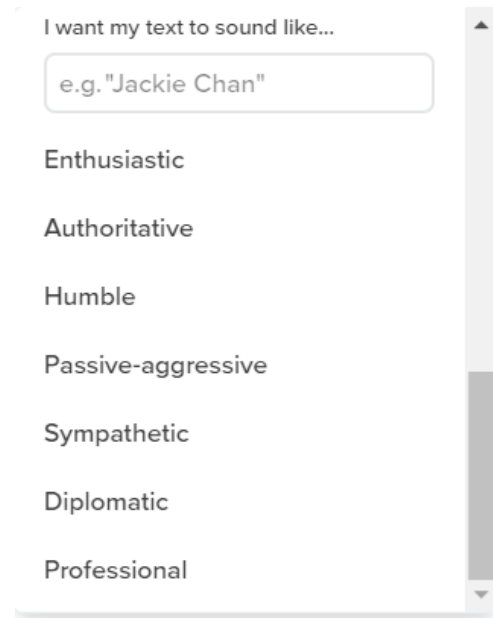 I want my text to sound like...
e.g. "Jackie Chan"
Enthusiastic
Authoritative
Humble
Passive-aggressive
Sympathetic
Diplomatic
Professional